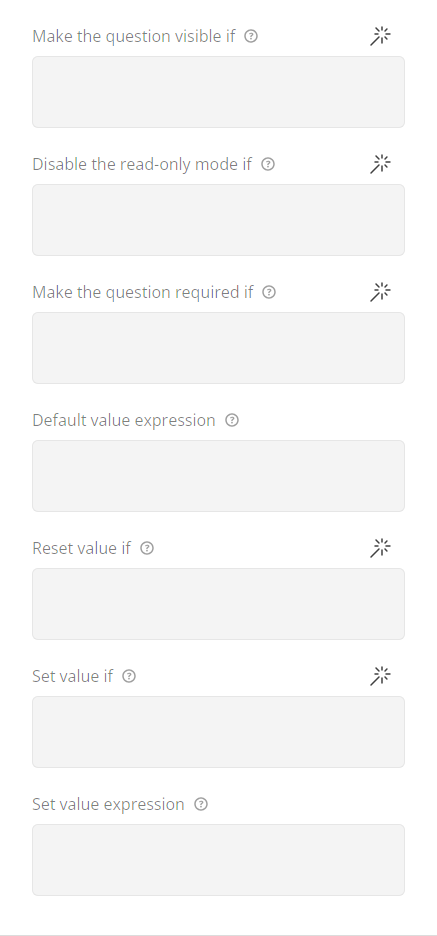 Make the question visible if
Disable the read-only mode if
Make the question required if
Default value expression
Reset value if
Set value if
Set value expression